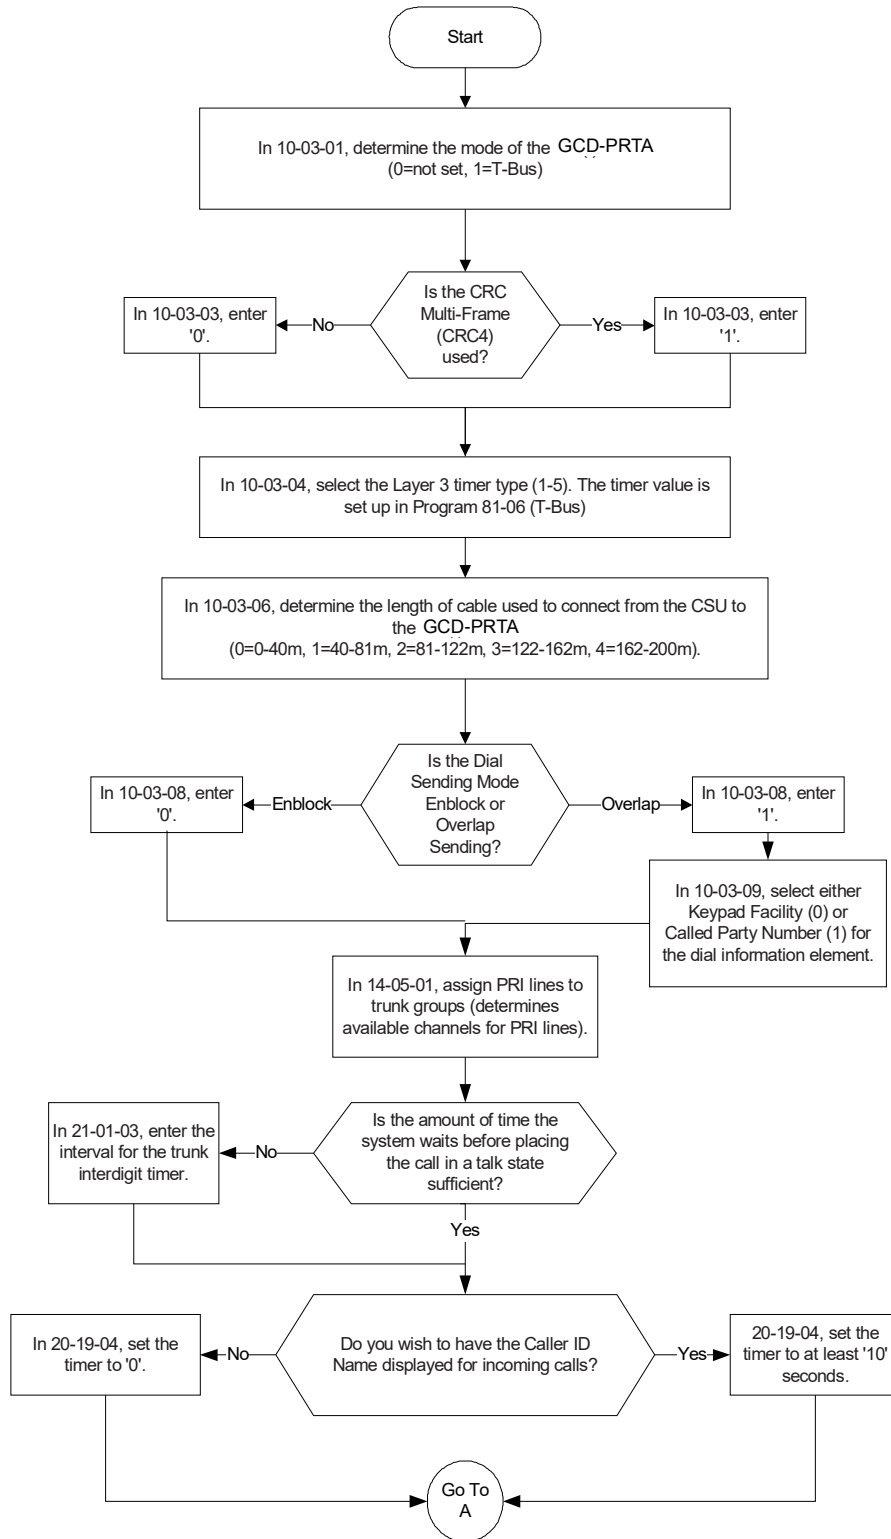 Start
In 10-03-01, determine the mode of the GCD-PRTA
(0=not set, 1=T-Bus)
Is the CRC
Multi-Frame
(CRC4)
used?
No
Yes
In 10-03-03, enter
'0'.
In 10-03-03, enter
'1'.
In 10-03-04, select the Layer 3 timer type (1-5). The timer value is
set up in Program 81-06 (T-Bus)
In 10-03-06, determine the length of cable used to connect from the CSU to
the GCD-PRTA
(0=0-40m, 1=40-81m, 2=81-122m, 3=122-162m, 4=162-200m).
Is the Dial
Sending Mode
Enblock or
Overlap
Sending?
Enblock
Overlap
In 10-03-08, enter
'0'.
In 10-03-08, enter
'1'.
In 10-03-09, select either
Keypad Facility (0) or
Called Party Number (1) for
the dial information element.
In 14-05-01, assign PRI lines to
trunk groups (determines
available channels for PRI lines).
Is the amount of time the
system waits before placing
the call in a talk state
sufficient?
No
In 21-01-03, enter the
interval for the trunk
interdigit timer.
Yes
Do you wish to have the Caller ID
Name displayed for incoming calls?
No
Yes
In 20-19-04, set the
timer to '0'.
20-19-04, set the
timer to at least '10'
seconds.
Go To
A